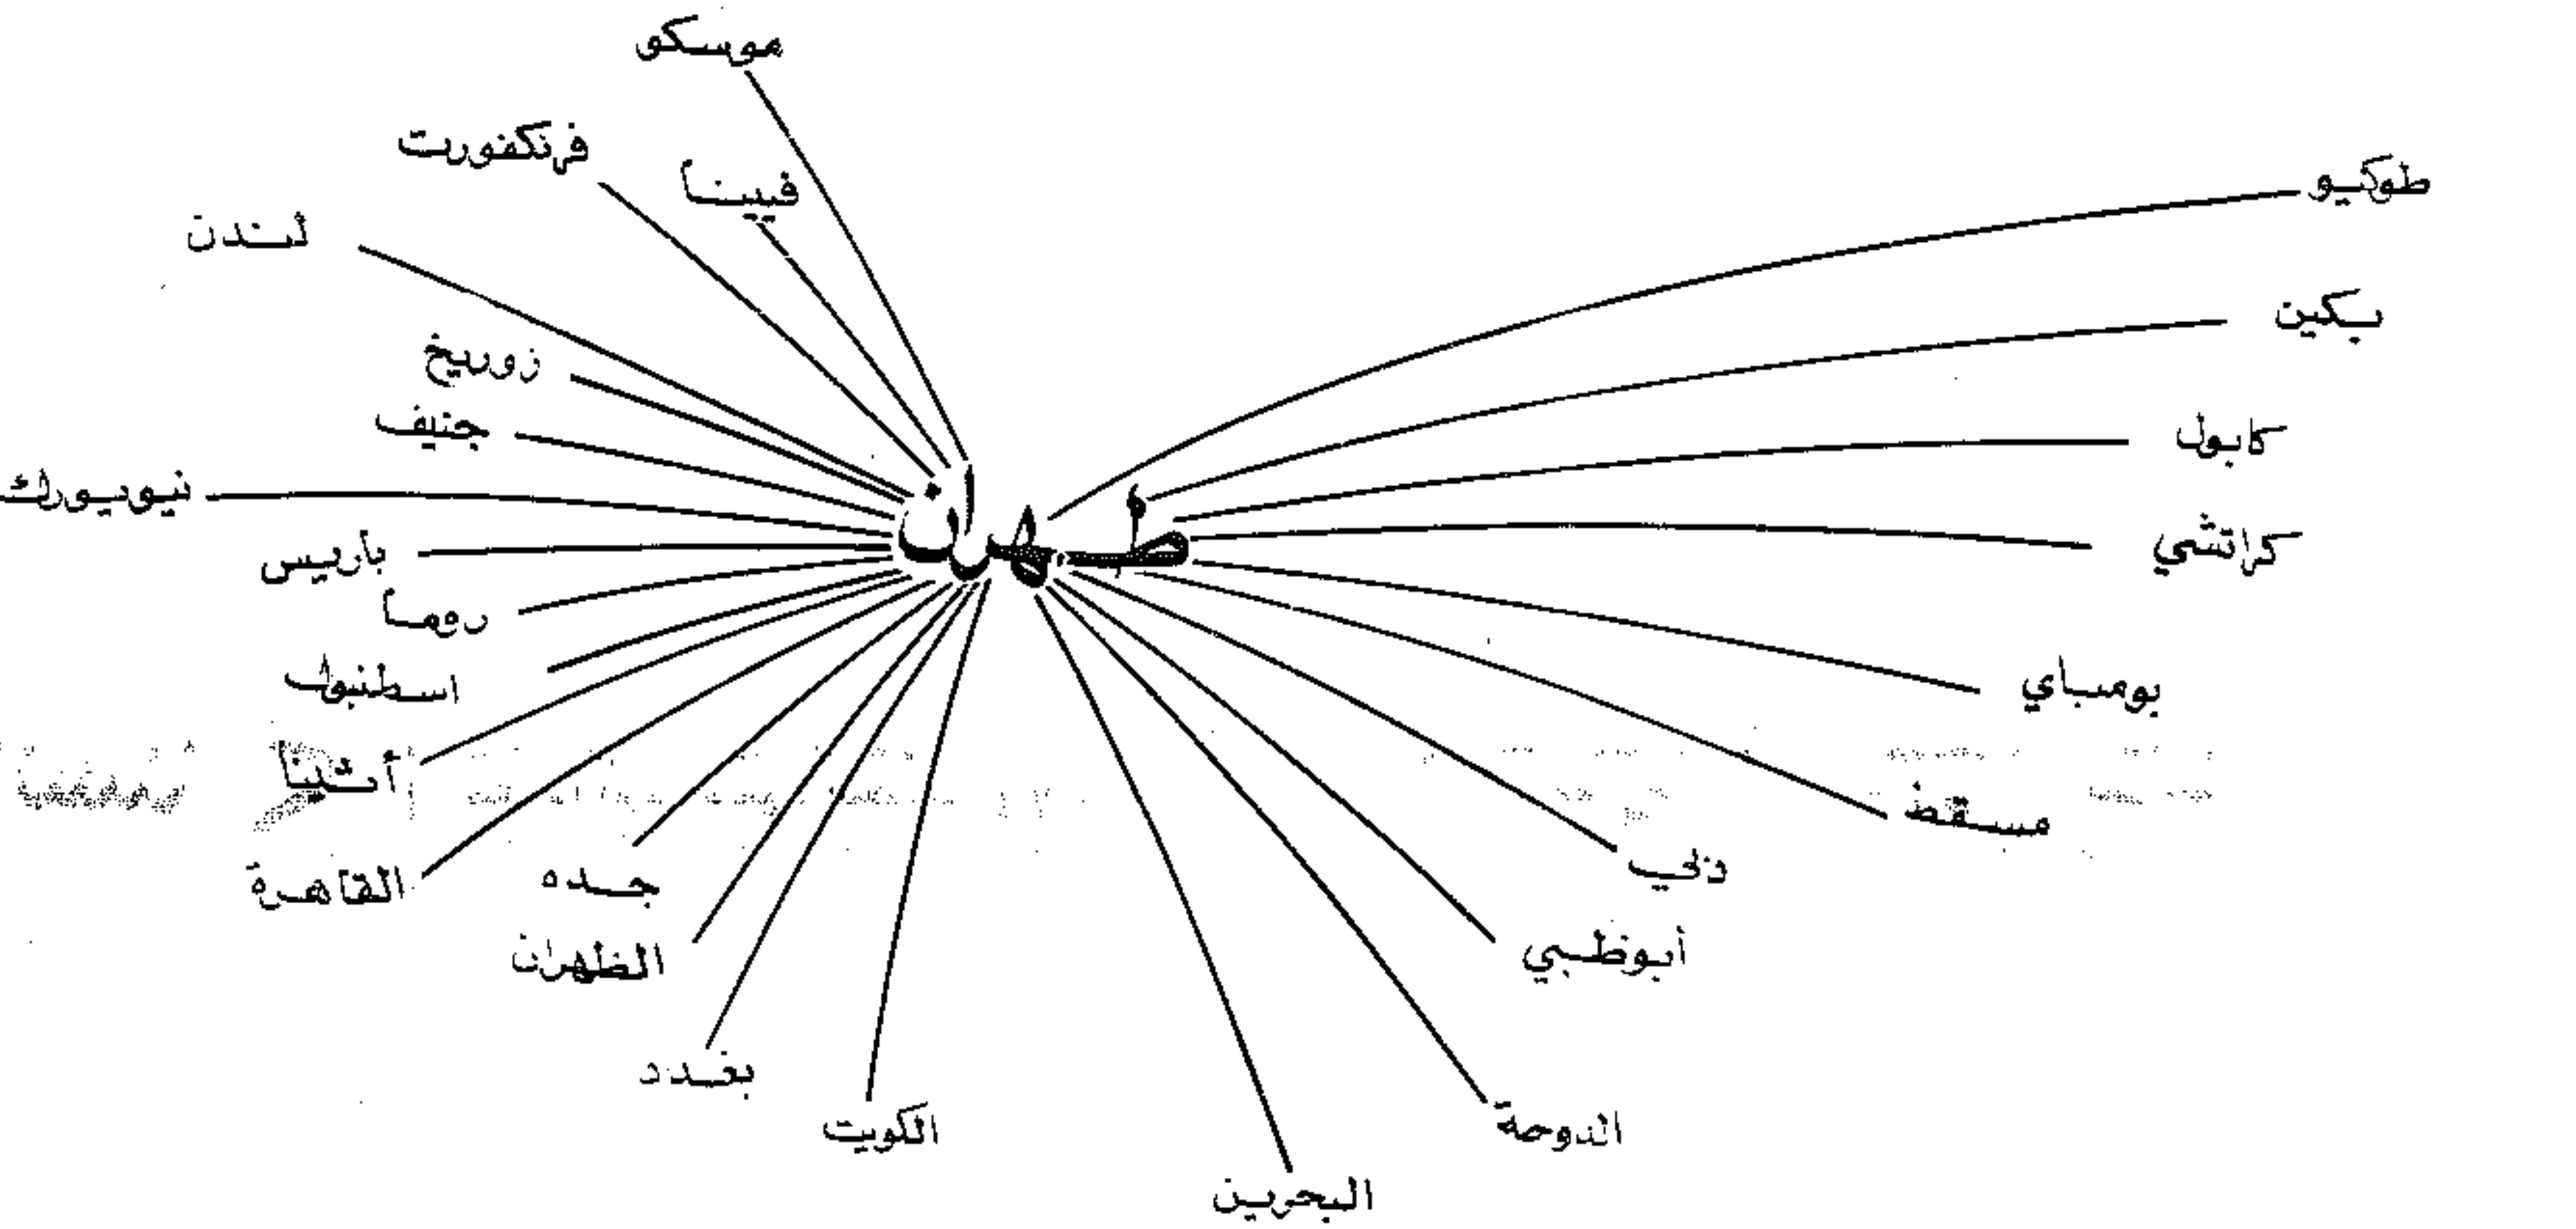 موسكو
فرنكفورت
فيينا
طوكيو
لندن
بكين
زوريخ
جنيف
كابول
نيويورك
طهران
كراتشي
باريس
روما
اسطنبول
بومباي
أثينا
مسقط
القاهرة
جده
دبي
الظهران
أبوظبي
بغداد
الكويت
الدوحة
البحرين